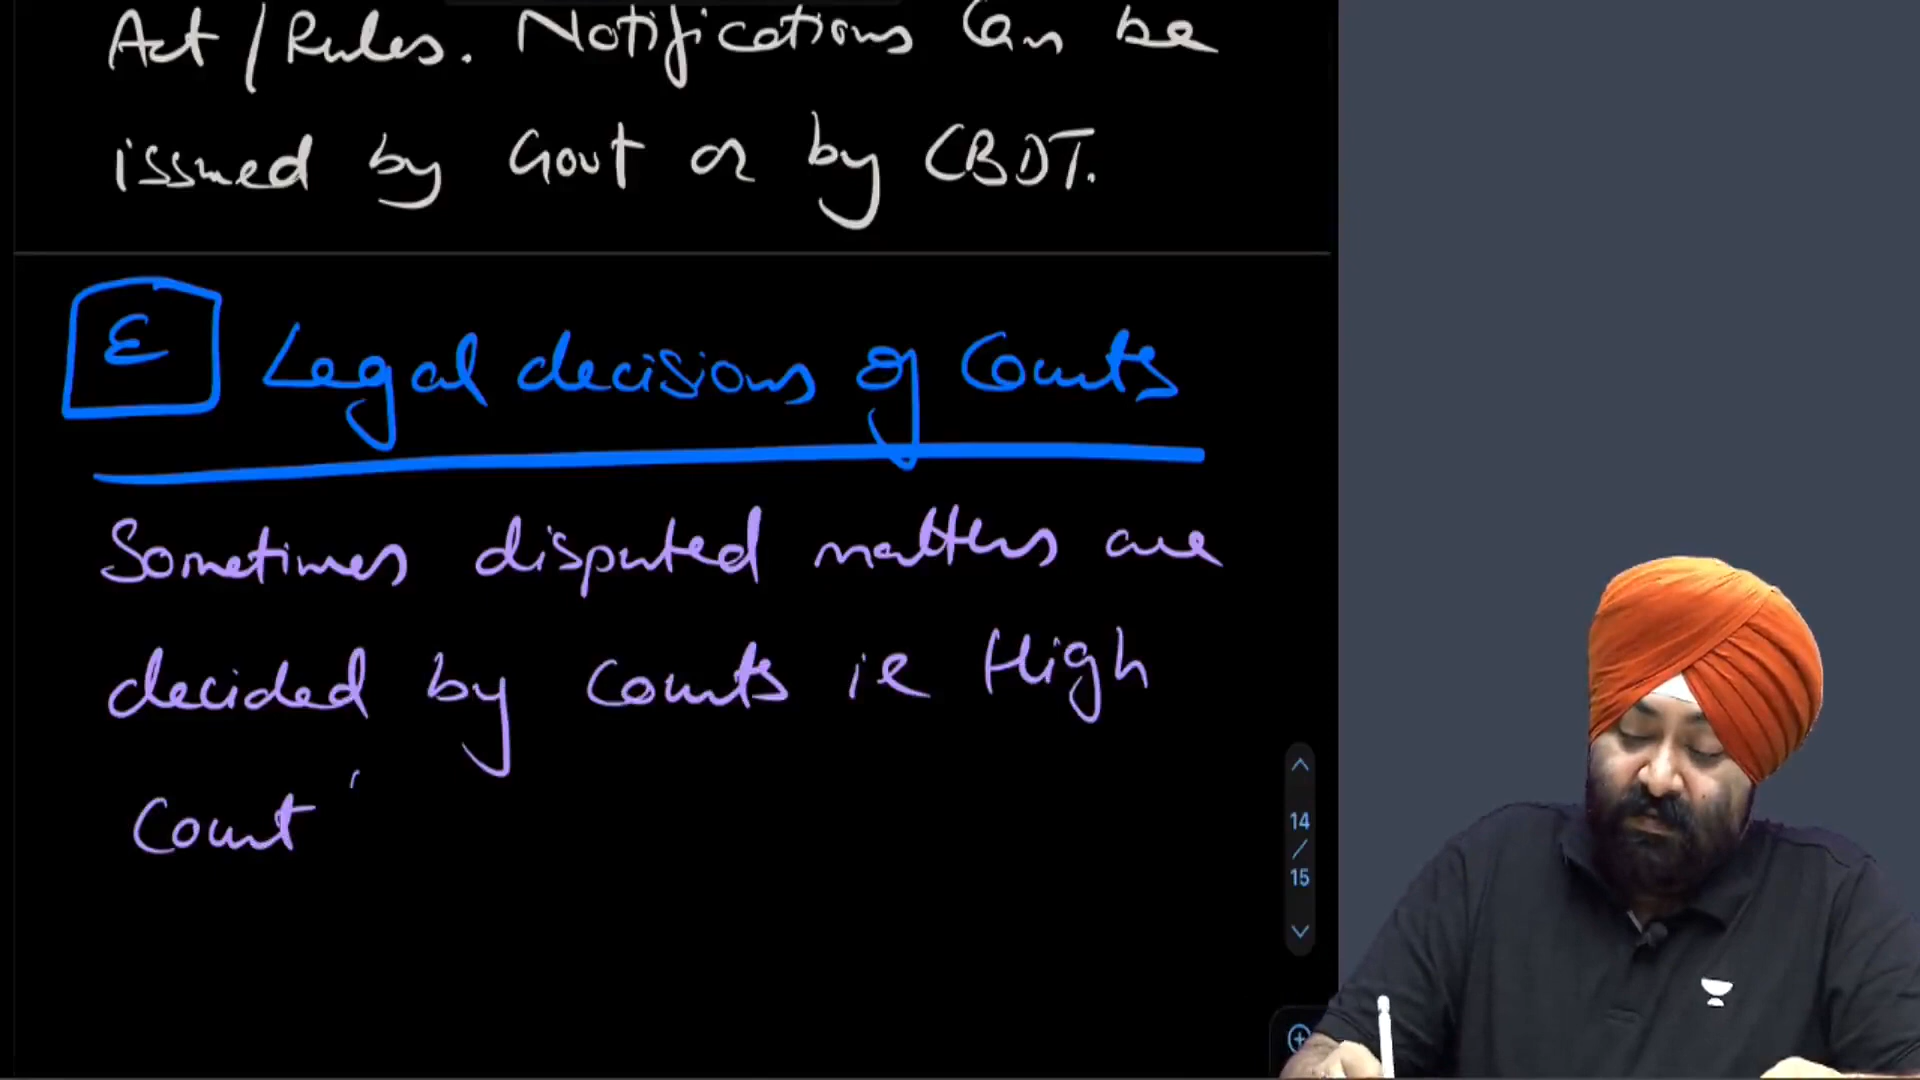 Act/Rules. Notifications Can be
issued by Govt or by CBDT.
E Legal decisions of Courts
Sometimes disputed matters are
decided by Courts ie High
Court
14
/
15